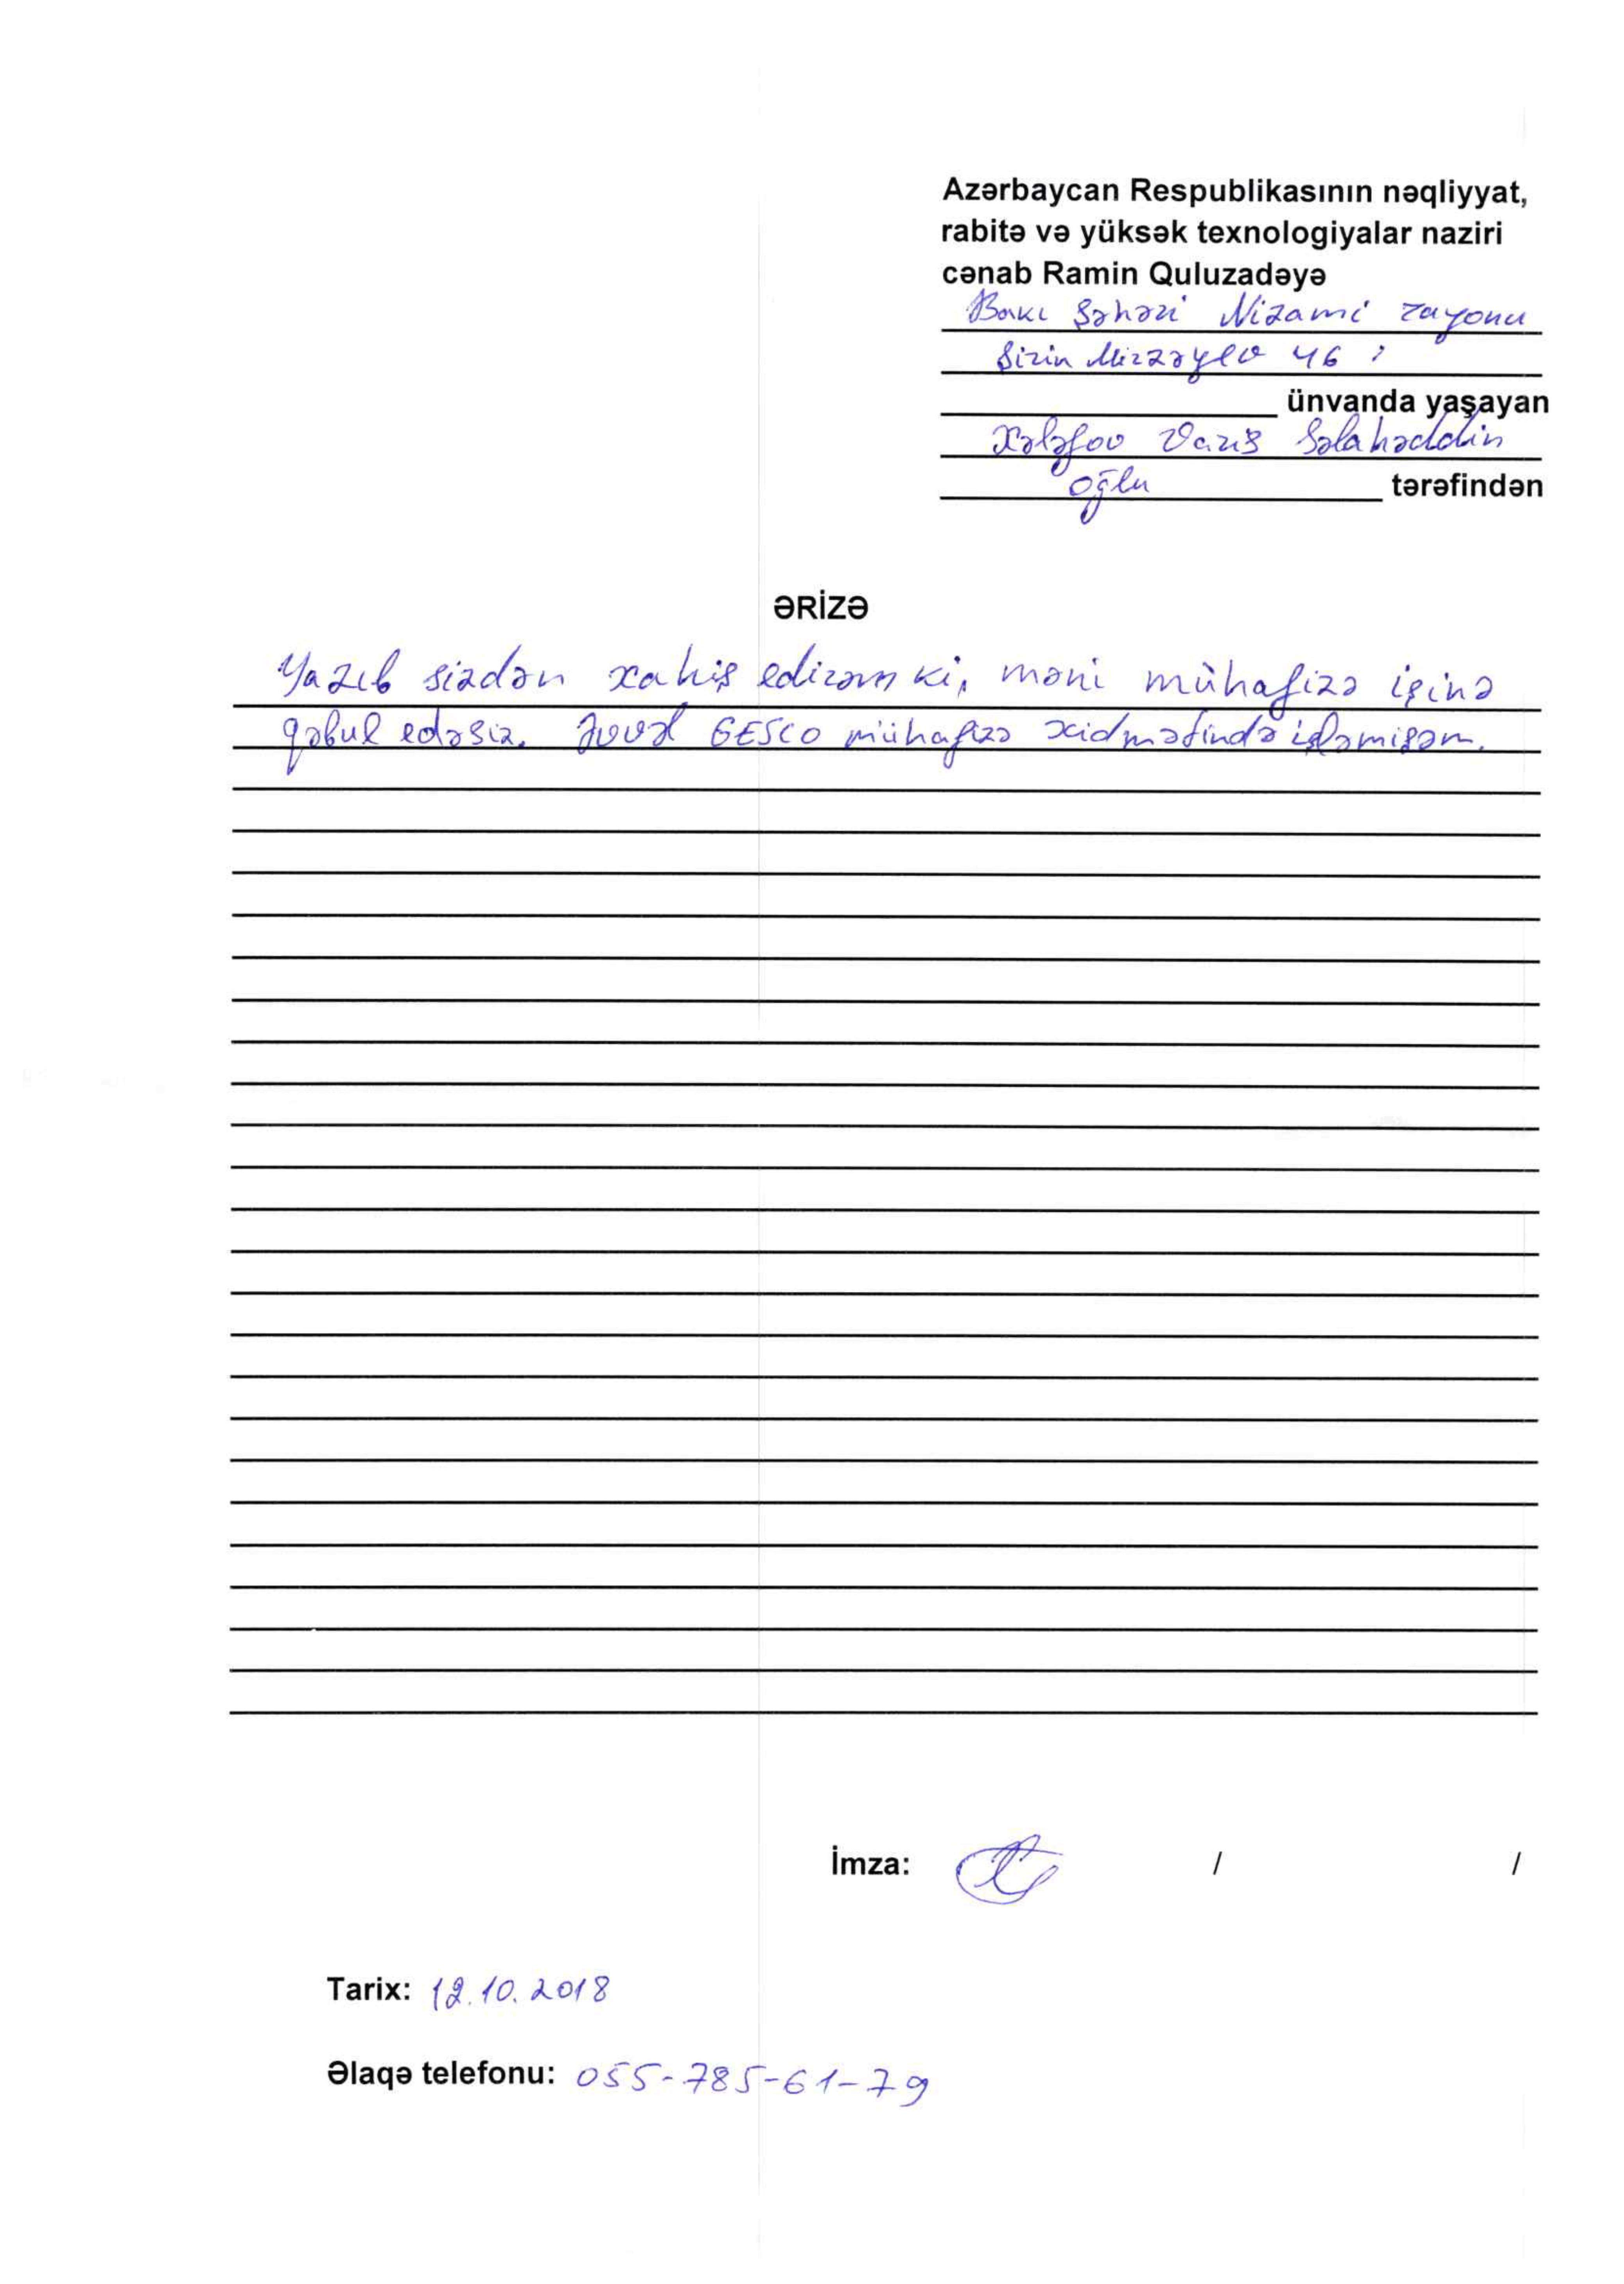 Azərbaycan Respublikasının nəqliyyat,
rabitə və yüksək texnologiyalar naziri
cənab Ramin Quluzadəyə
Bakı şəhəri Nizami rayonu
Şirin Mirzəyev 46
ünvanda yaşayan
Xələfov Varis Səlahəddin
oğlu tərəfindən
ƏRİZƏ
Yazıb sizdən xahiş edirəm ki, məni mühafizə işinə
qəbul edəsiz. Əvvəl GESCO mühafizə xidmətində işləmişəm.
İmza: / /
Tarix: 12.10.2018
Əlaqə telefonu: 055-785-61-79